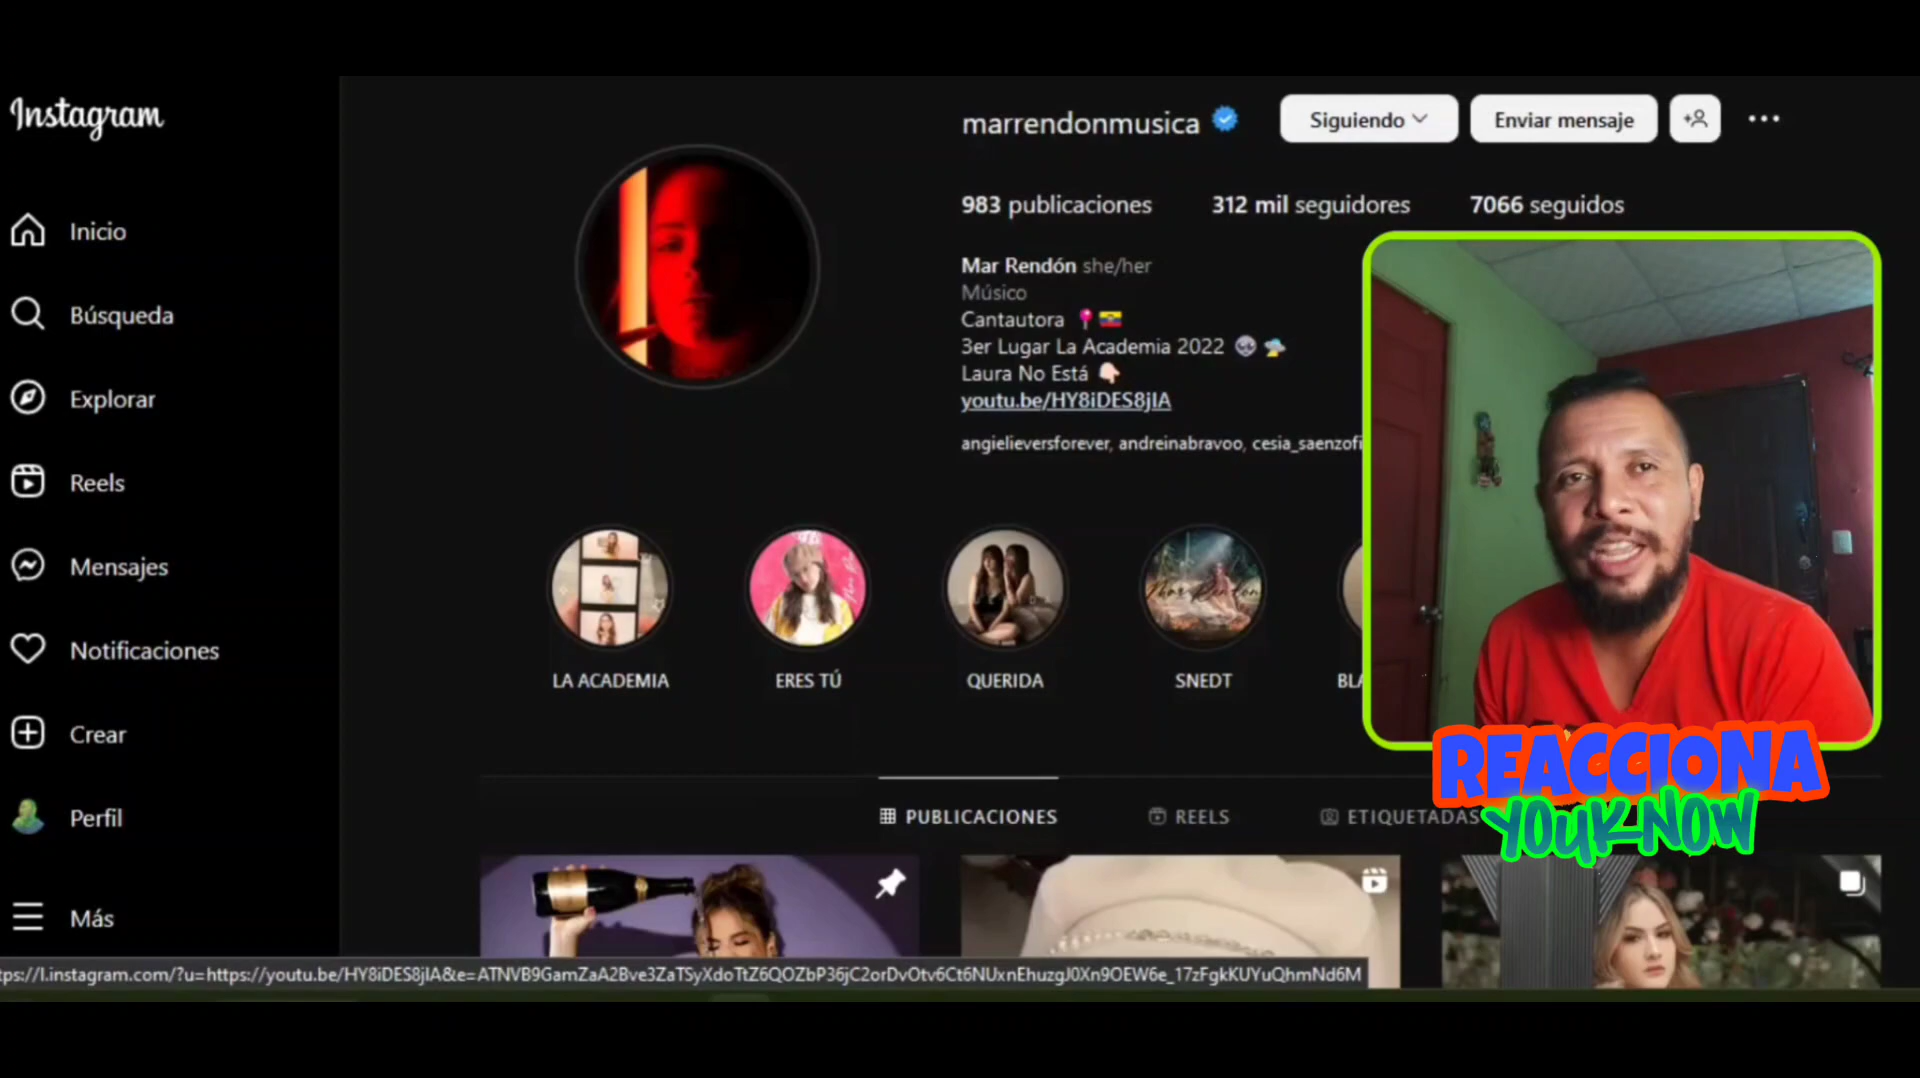 Instagram
Inicio
Búsqueda
Explorar
Reels
Mensajes
Notificaciones
Crear
Perfil
Más
marrendonmusica
Siguiendo
Enviar mensaje
983 publicaciones 312 mil seguidores 7066 seguidos
Mar Rendón she/her
Músico
Cantautora
3er Lugar La Academia 2022
Laura No Está
youtu.be/HY8iDES8jIA
angielieversforever, andreinabravoo, cesia_saenzofi
LA ACADEMIA
ERES TÚ
QUERIDA
Mar Rendon
SNEDT
BLA
REACCIONA
YOUKNOW
PUBLICACIONES
REELS
ETIQUETADAS
tps://l.instagram.com/?u=https://youtu.be/HY8iDES8jIA&e=ATNVB9GamZaA2Bve3ZaTSyXdoTtZ6QOZbP36jC2orDvOtv6Ct6NUxnEhuzgJ0Xn9OEW6e_17zFgkKUYuQhmNd6M